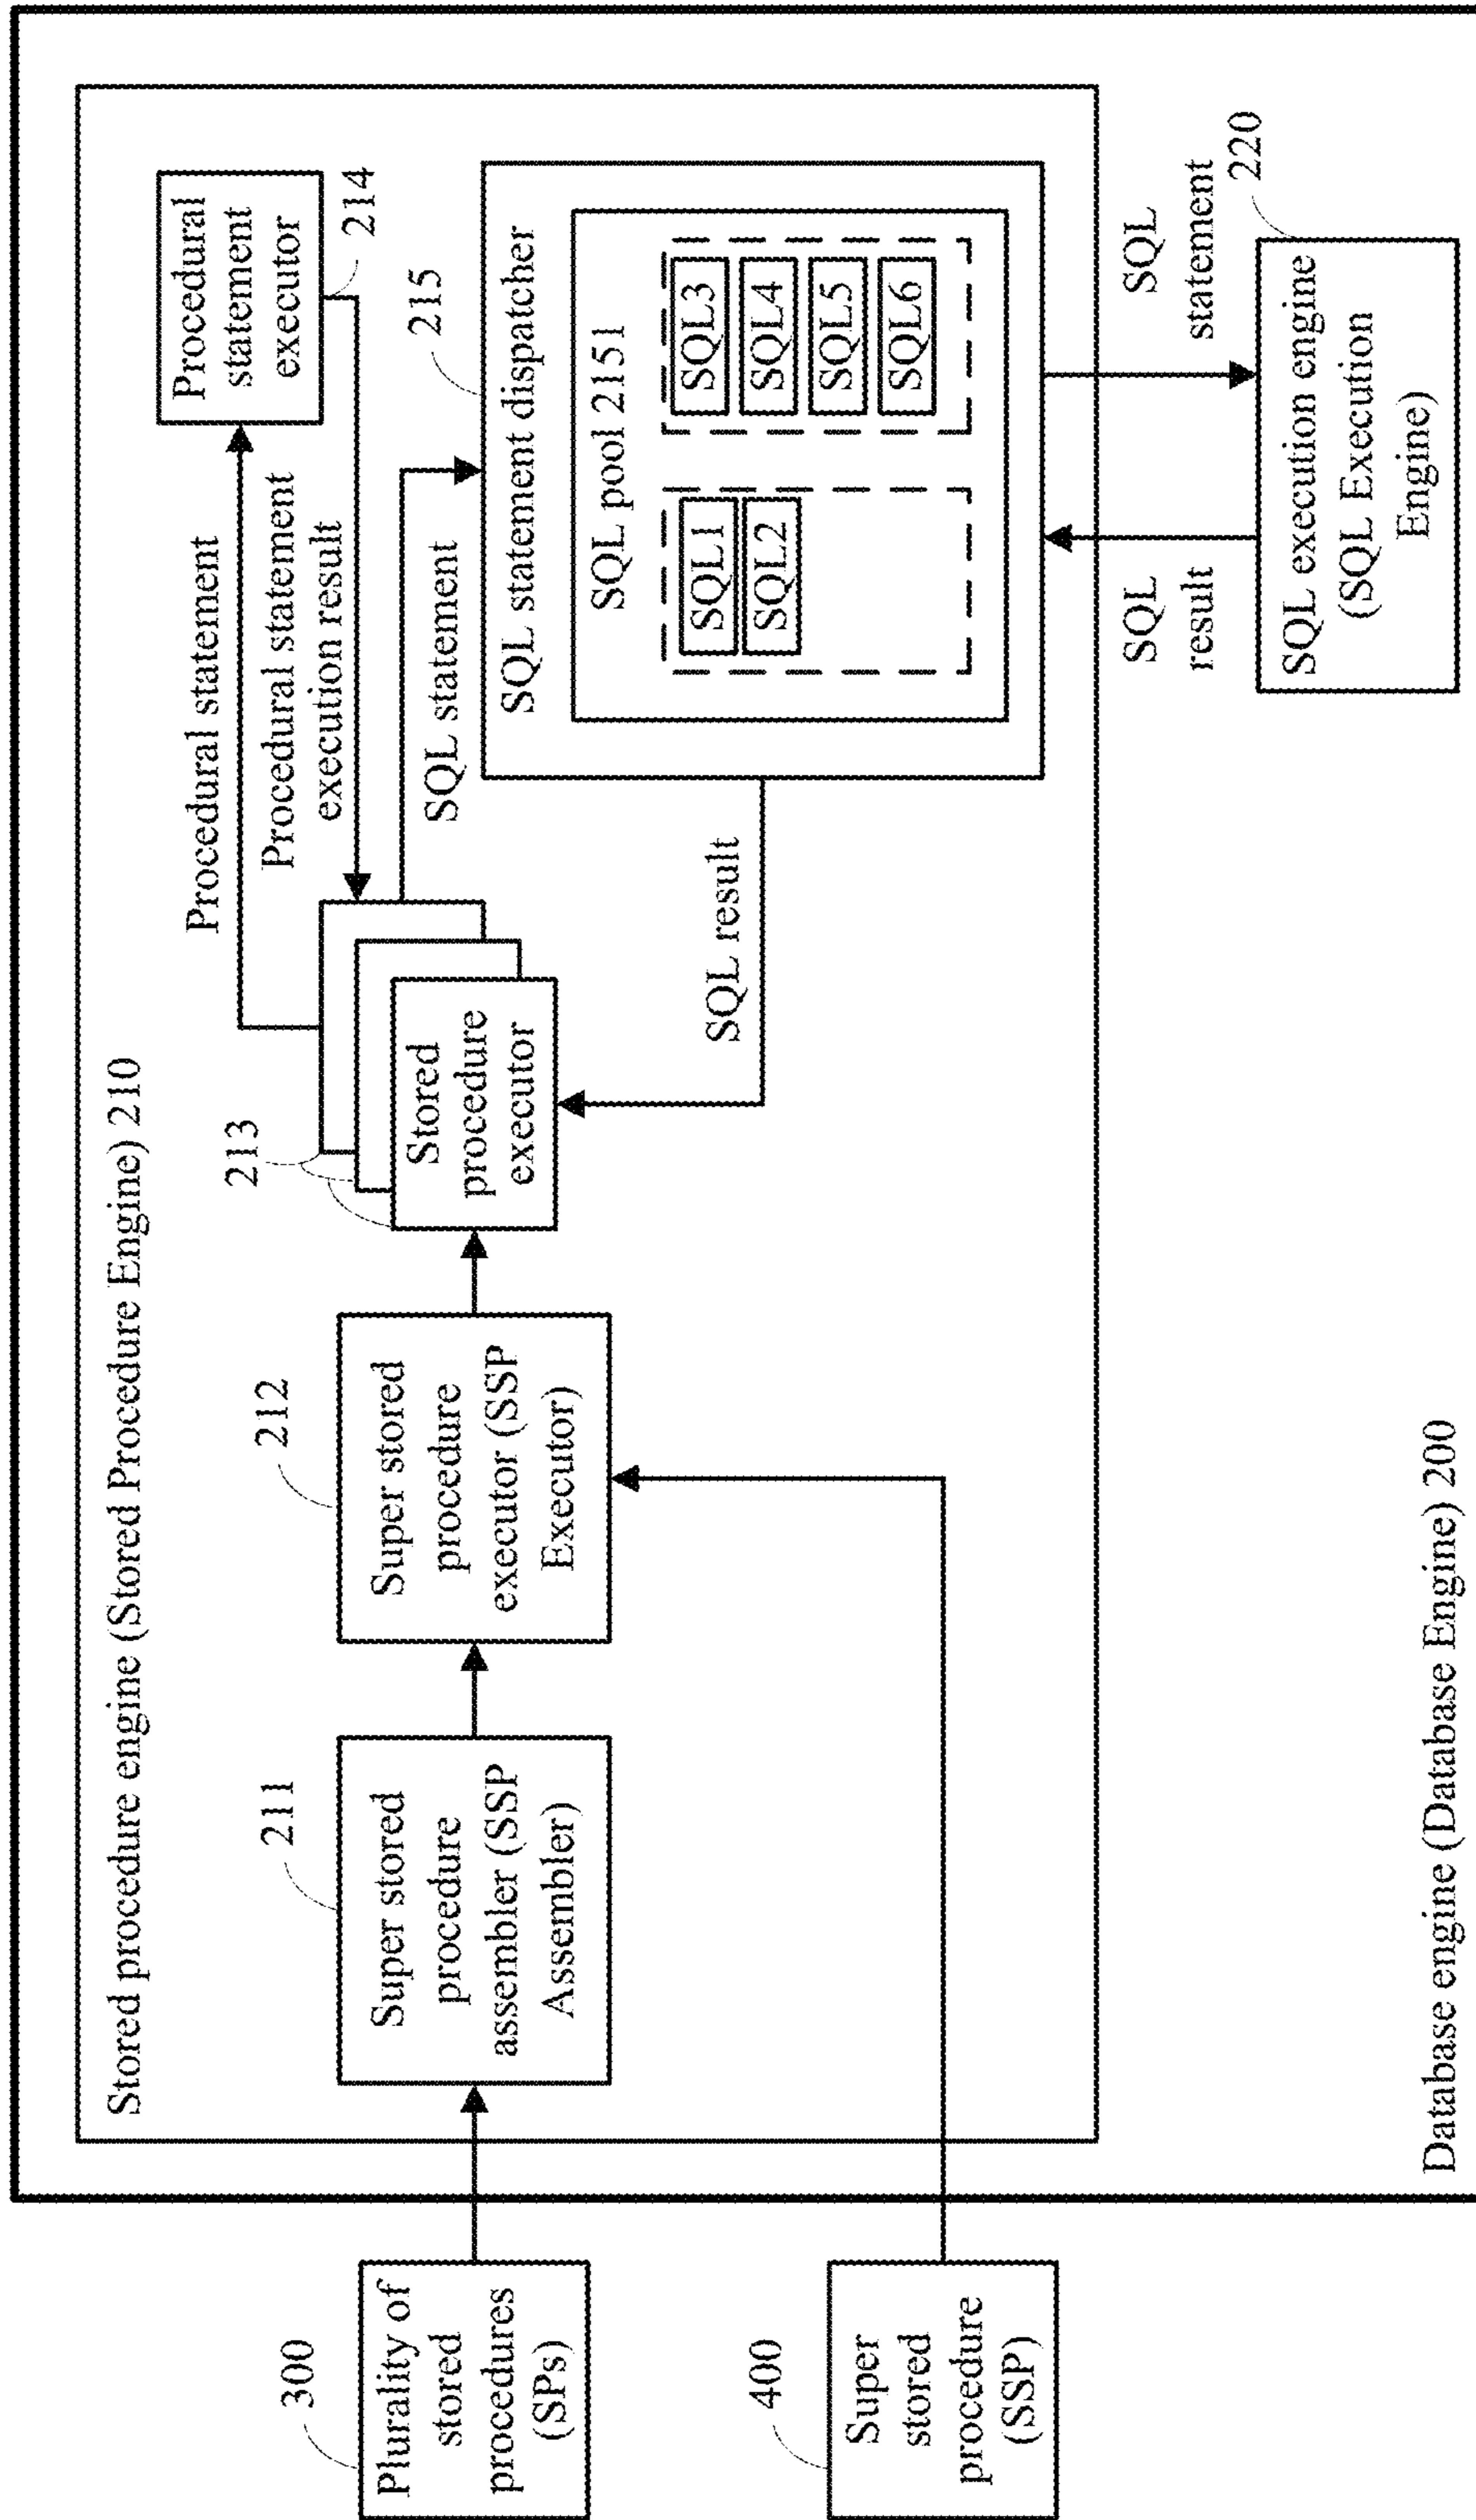 300
Plurality of
stored
procedures
(SPs)
400
Super
stored
procedure
(SSP)
Stored procedure engine (Stored Procedure Engine) 210
211
Super stored
procedure
assembler (SSP
Assembler)
212
Super stored
procedure
executor (SSP
Executor)
213
Stored
procedure
executor
Procedural statement
Procedural statement
execution result
Procedural
statement
executor
214
SQL statement
215
SQL statement dispatcher
SQL pool 2151
SQL1
SQL2
SQL3
SQL4
SQL5
SQL6
SQL result
SQL
result
SQL
statement
220
SQL execution engine
(SQL Execution
Engine)
Database engine (Database Engine) 200